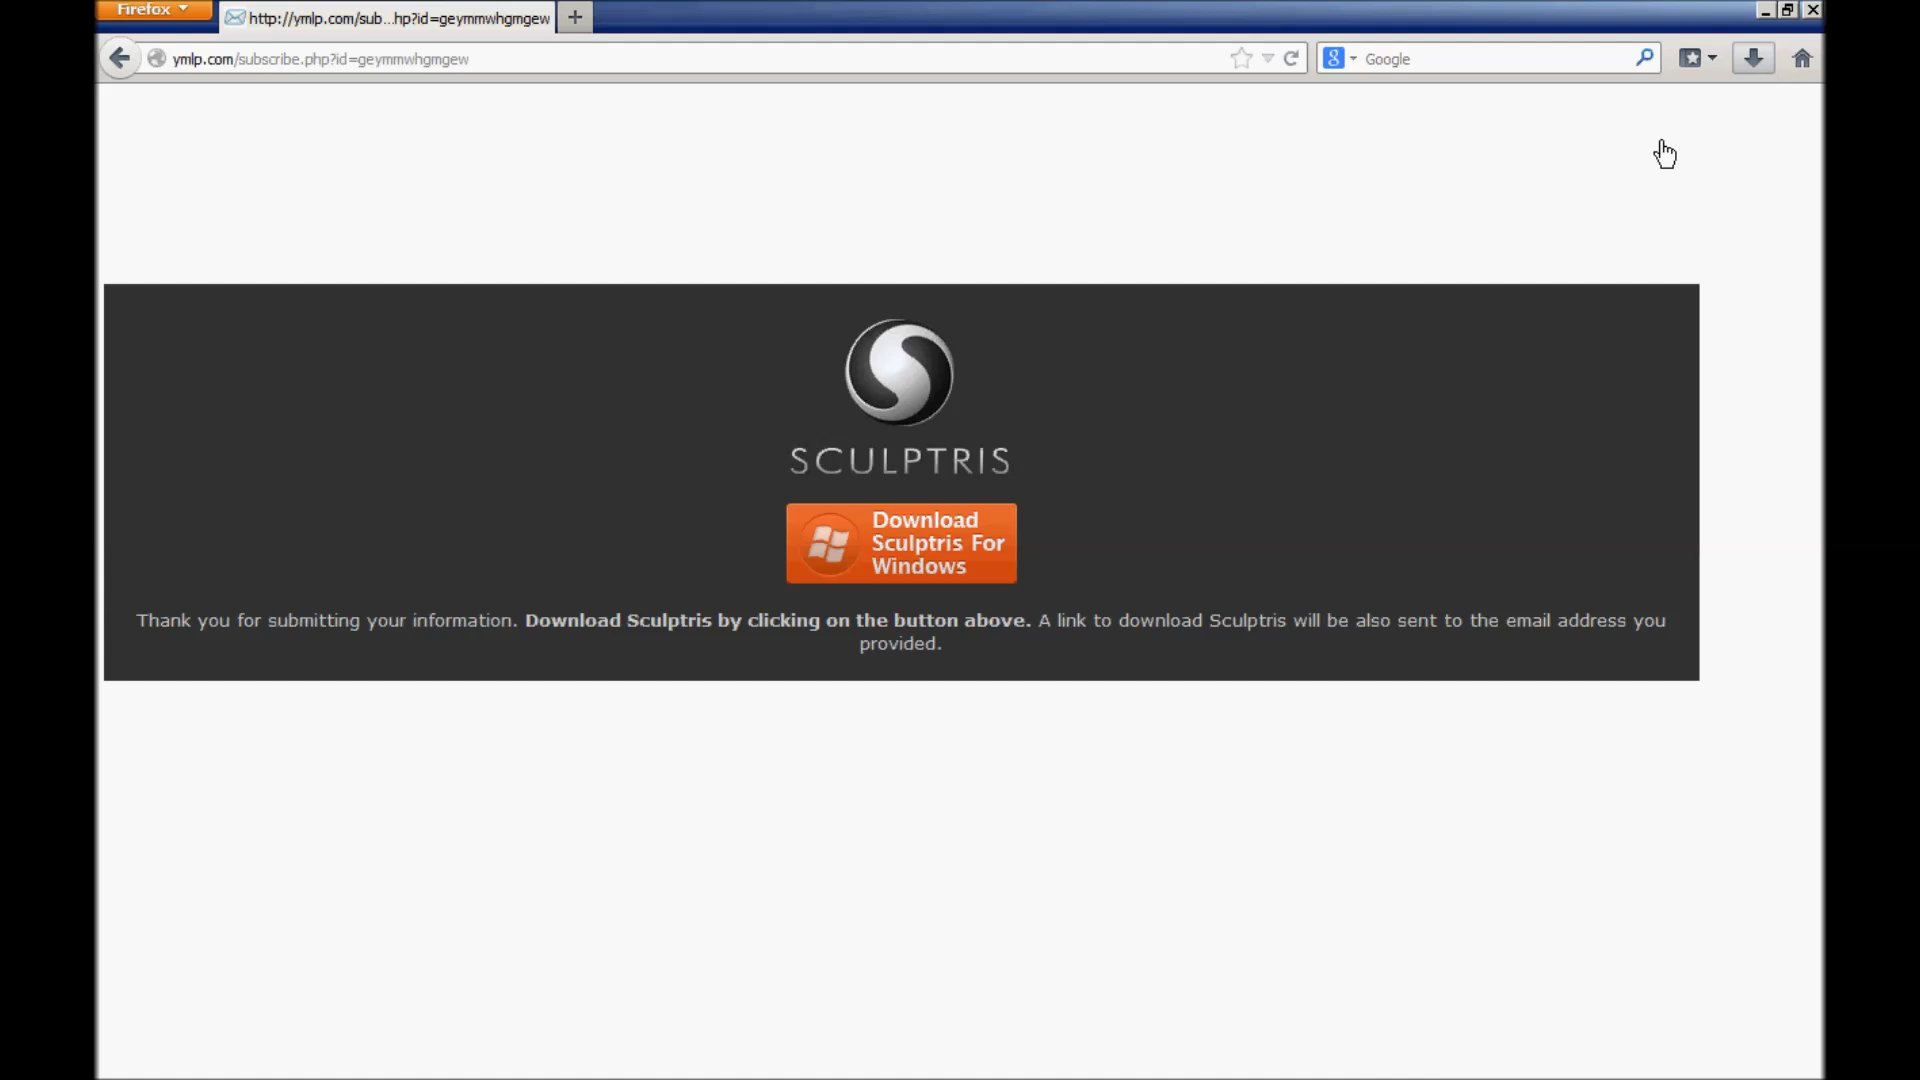 Firefox
http://ymlp.com/sub...hp?id=geymmwhgmgew
ymlp.com/subscribe.php?id=geymmwhgmgew
Google
SCULPTRIS
Download
Sculptris For
Windows
Thank you for submitting your information. Download Sculptris by clicking on the button above. A link to download Sculptris will be also sent to the email address you
provided.